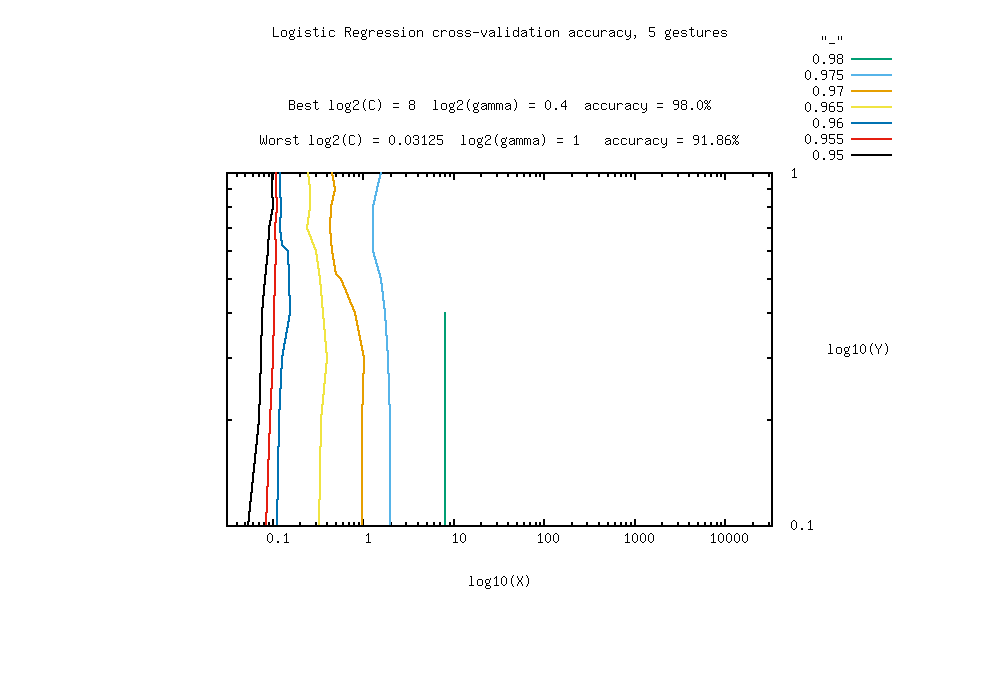 Logistic Regression cross-validation accuracy, 5 gestures
"_"
0.98
0.975
0.97
0.965
0.96
0.955
0.95
Best log2(C) = 8  log2(gamma) = 0.4  accuracy = 98.0%
Worst log2(C) = 0.03125  log2(gamma) = 1   accuracy = 91.86%
1
log10(Y)
0.1
0.1 1 10 100 1000 10000
log10(X)